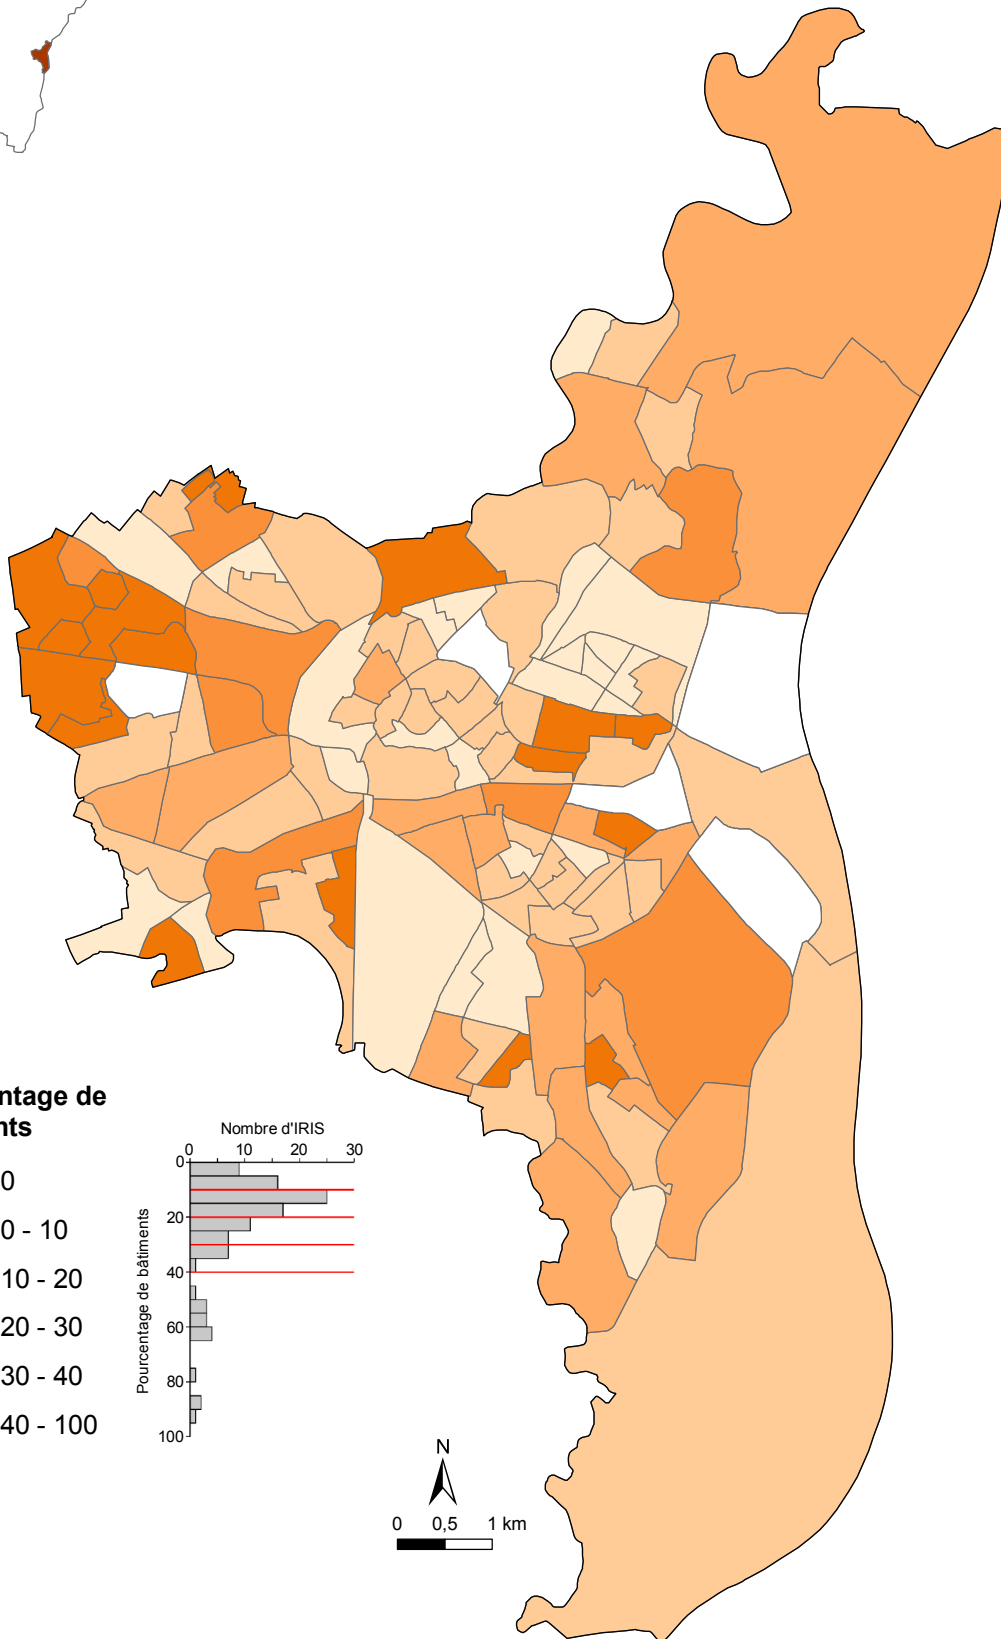 ntage de
nts
0
0 - 10
10 - 20
20 - 30
30 - 40
40 - 100
Nombre d'IRIS
0 10 20 30
Pourcentage de bâtiments
0
20
40
60
80
100
N
0 0,5 1 km